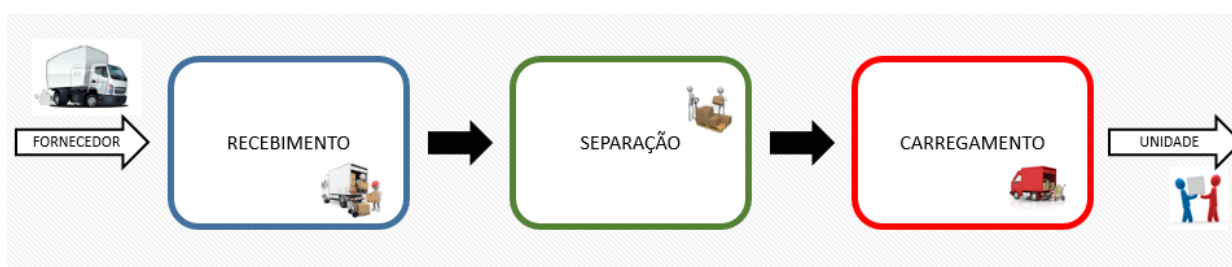 FORNECEDOR
RECEBIMENTO
SEPARAÇÃO
CARREGAMENTO
UNIDADE